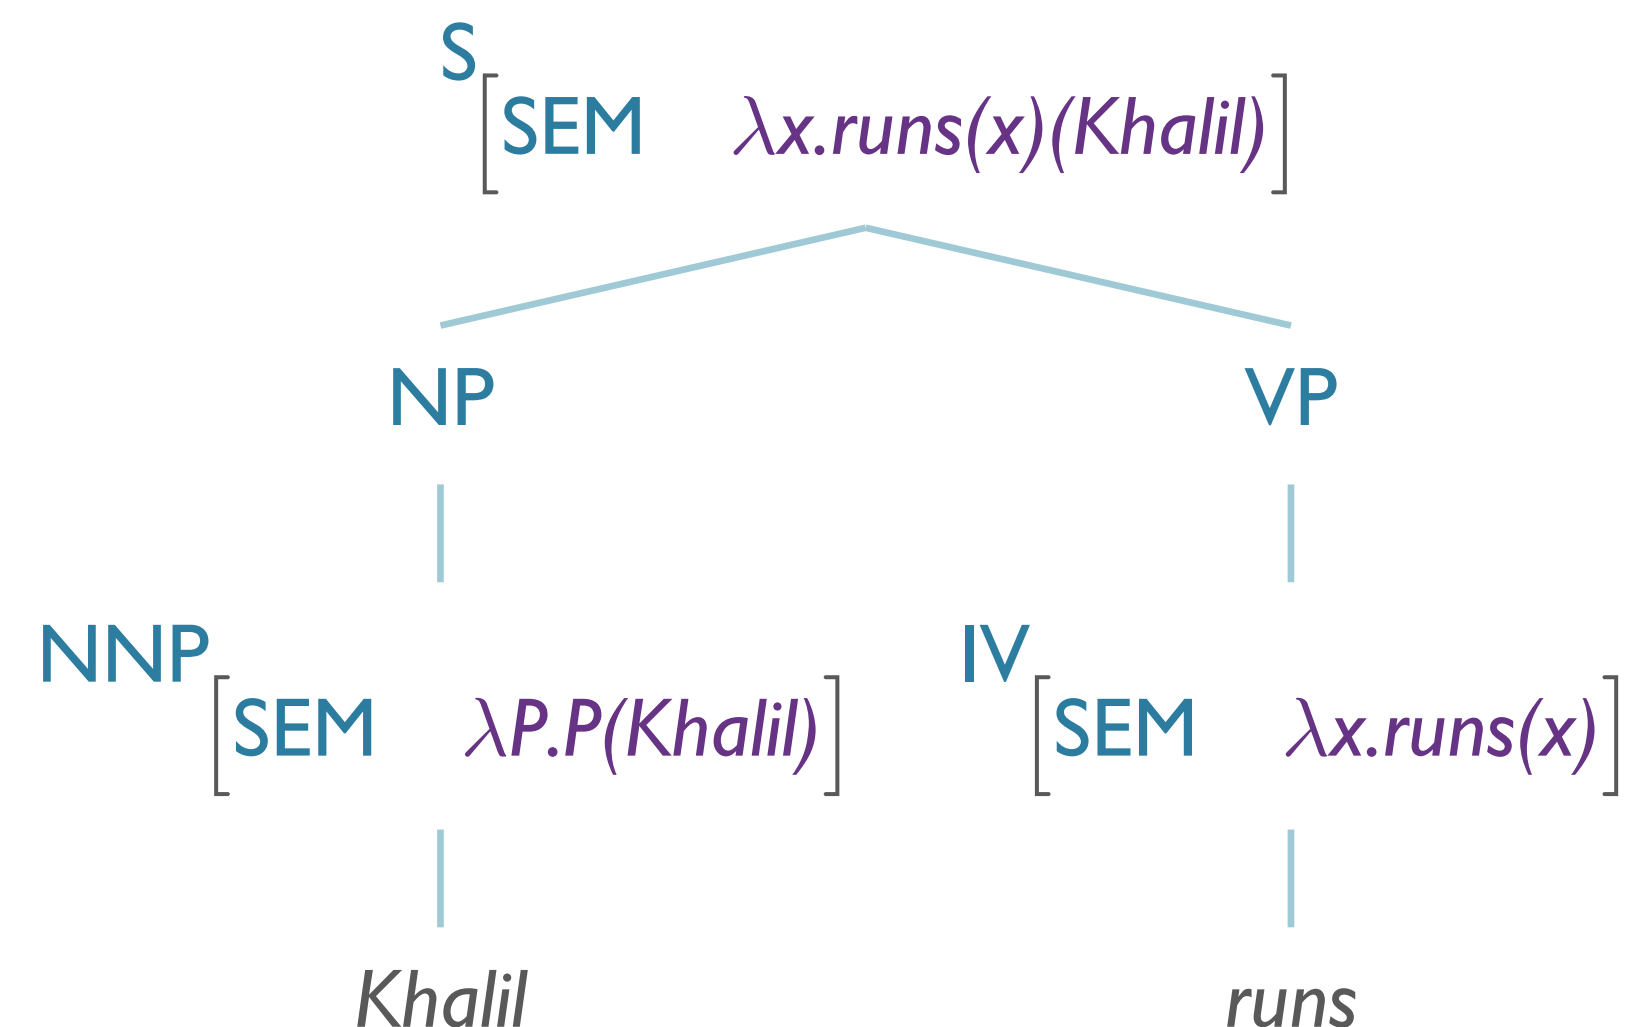 S[SEM λx.runs(x)(Khalil)]
NP VP
NNP[SEM λP.P(Khalil)] IV[SEM λx.runs(x)]
Khalil runs